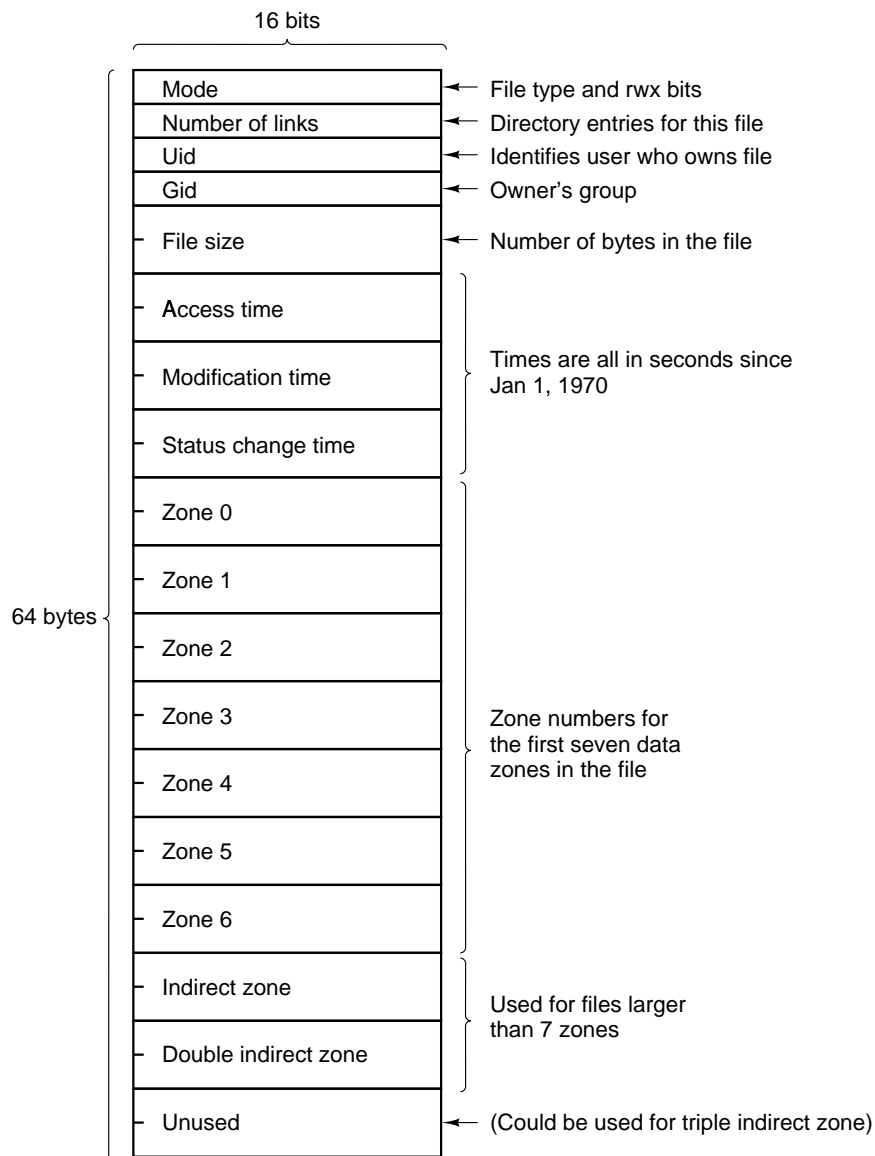 16 bits
Mode
File type and rwx bits
Number of links
Directory entries for this file
Uid
Identifies user who owns file
Gid
Owner's group
File size
Number of bytes in the file
Access time
Modification time
Status change time
Times are all in seconds since
Jan 1, 1970
Zone 0
Zone 1
Zone 2
Zone 3
Zone 4
Zone 5
Zone 6
64 bytes
Zone numbers for
the first seven data
zones in the file
Indirect zone
Double indirect zone
Used for files larger
than 7 zones
Unused
(Could be used for triple indirect zone)